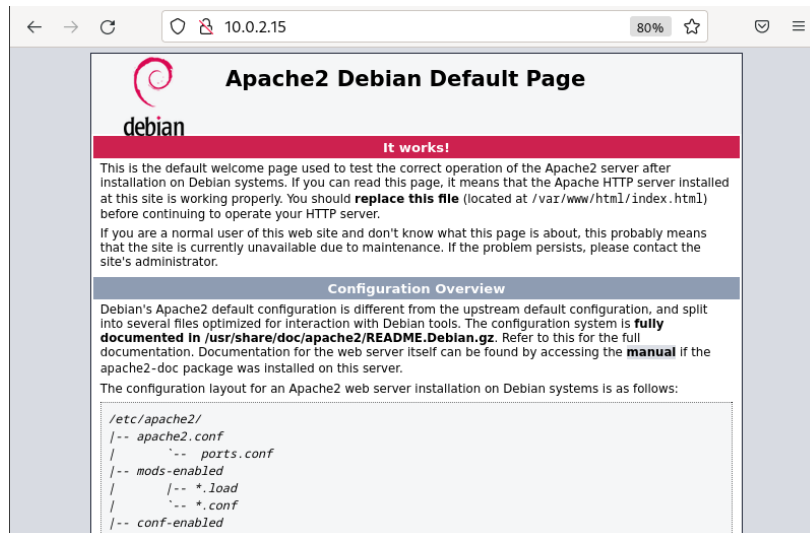 10.0.2.15
80%
debian
Apache2 Debian Default Page
It works!
This is the default welcome page used to test the correct operation of the Apache2 server after
installation on Debian systems. If you can read this page, it means that the Apache HTTP server installed
at this site is working properly. You should replace this file (located at /var/www/html/index.html)
before continuing to operate your HTTP server.
If you are a normal user of this web site and don't know what this page is about, this probably means
that the site is currently unavailable due to maintenance. If the problem persists, please contact the
site's administrator.
Configuration Overview
Debian's Apache2 default configuration is different from the upstream default configuration, and split
into several files optimized for interaction with Debian tools. The configuration system is fully
documented in /usr/share/doc/apache2/README.Debian.gz. Refer to this for the full
documentation. Documentation for the web server itself can be found by accessing the manual if the
apache2-doc package was installed on this server.
The configuration layout for an Apache2 web server installation on Debian systems is as follows:
/etc/apache2/
|-- apache2.conf
|       `--  ports.conf
|-- mods-enabled
|       |-- *.load
|       `-- *.conf
|-- conf-enabled